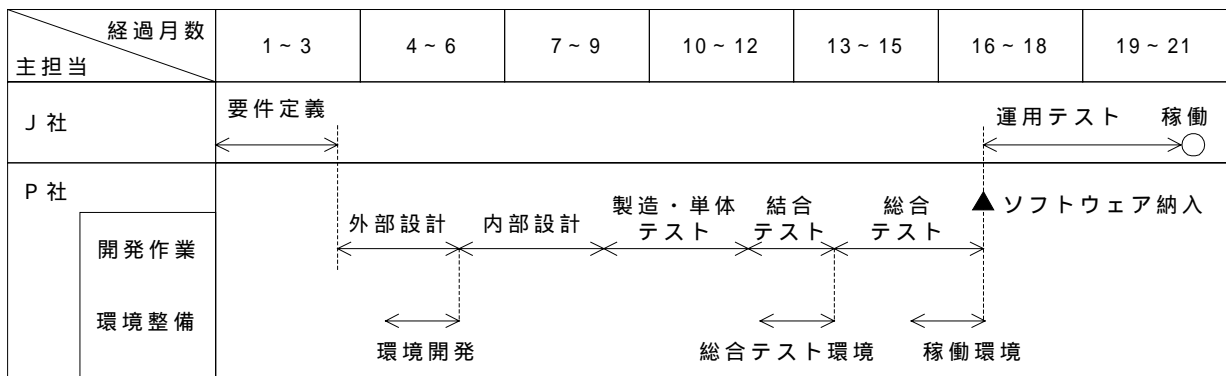 経過月数
主担当
1~3
4~6
7~9
10~12
13~15
16~18
19~21
J社
要件定義
運用テスト
稼働
P社
開発作業
環境整備
外部設計
内部設計
製造・単体
テスト
結合
テスト
総合
テスト
ソフトウェア納入
環境開発
総合テスト環境
稼働環境